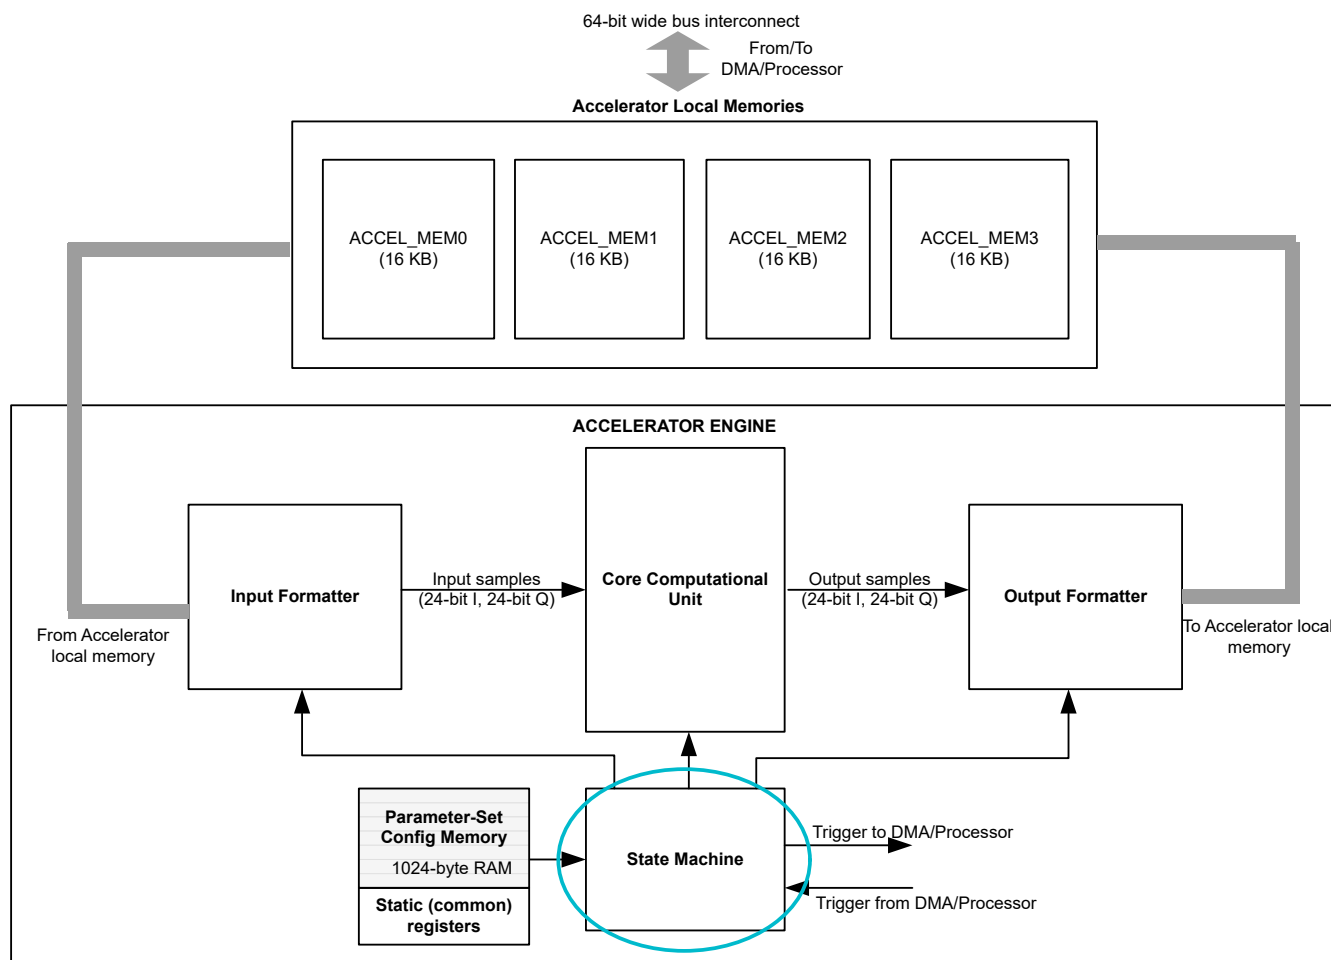 64-bit wide bus interconnect
From/To
DMA/Processor
Accelerator Local Memories
ACCEL_MEM0
(16 KB)
ACCEL_MEM1
(16 KB)
ACCEL_MEM2
(16 KB)
ACCEL_MEM3
(16 KB)
ACCELERATOR ENGINE
Input Formatter
Input samples
(24-bit I, 24-bit Q)
Core Computational
Unit
Output samples
(24-bit I, 24-bit Q)
Output Formatter
From Accelerator
local memory
To Accelerator local
memory
Parameter-Set
Config Memory
1024-byte RAM
Static (common)
registers
State Machine
Trigger to DMA/Processor
Trigger from DMA/Processor